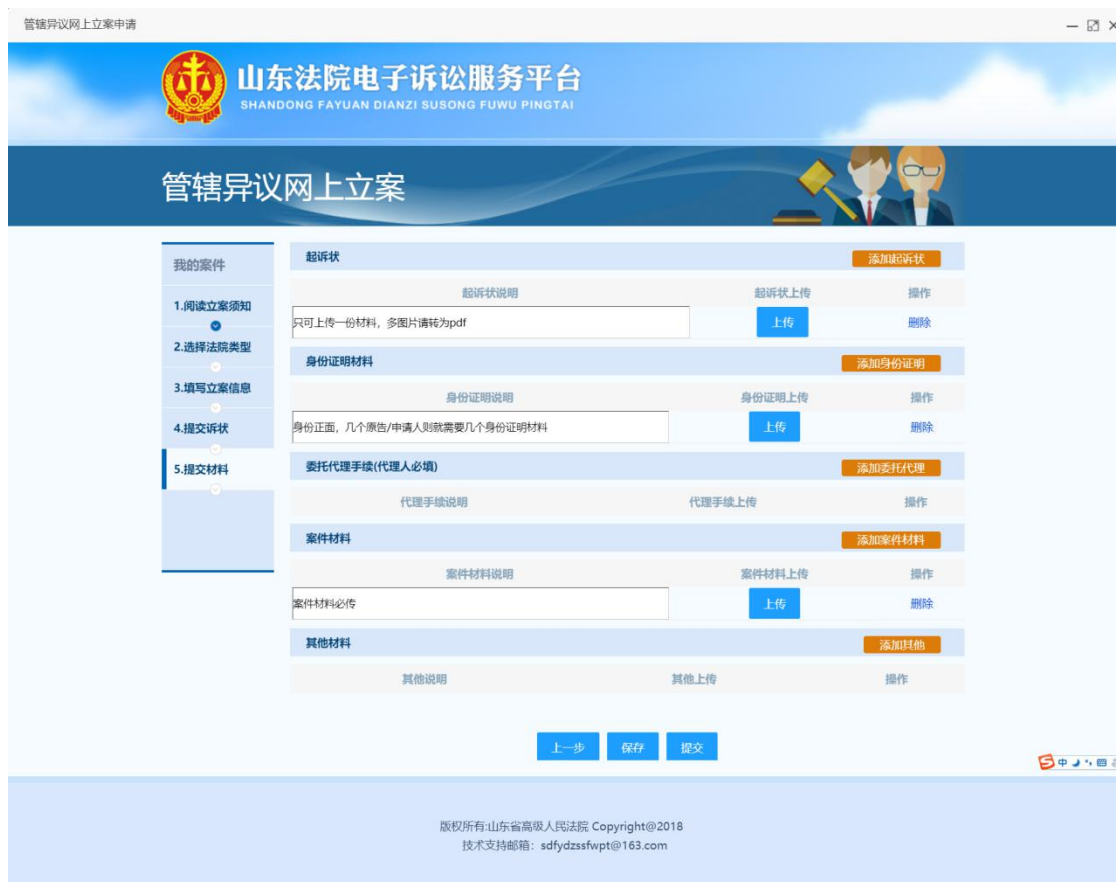 管辖异议网上立案申请
山东法院电子诉讼服务平台
SHANDONG FAYUAN DIANZI SUSONG FUWU PINGTAI
管辖异议网上立案
我的案件
1.阅读立案须知
2.选择法院类型
3.填写立案信息
4.提交诉状
5.提交材料
起诉状 添加起诉状
起诉状说明 起诉状上传 操作
只可上传一份材料，多图片请转为pdf 上传 删除
身份证明材料 添加身份证明
身份证明说明 身份证明上传 操作
身份正面，几个原告/申请人则就需要几个身份证明材料 上传 删除
委托代理手续(代理人必填) 添加委托代理
代理手续说明 代理手续上传 操作
案件材料 添加案件材料
案件材料说明 案件材料上传 操作
案件材料必传 上传 删除
其他材料 添加其他
其他说明 其他上传 操作
上一步 保存 提交
中
版权所有:山东省高级人民法院 Copyright@2018
技术支持邮箱：sdfydzssfwpt@163.com